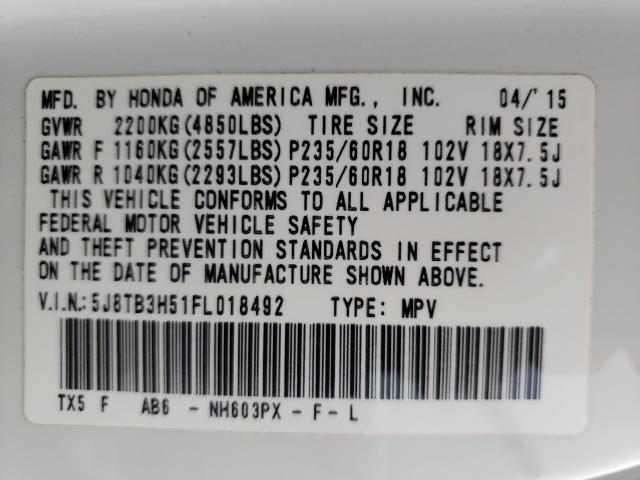 MFD. BY HONDA OF AMERICA MFG., INC. 04/'15
GVWR 2200KG(4850LBS) TIRE SIZE RIM SIZE
GAWR F 1160KG(2557LBS) P235/60R18 102V 18X7.5J
GAWR R 1040KG(2293LBS) P235/60R18 102V 18X7.5J
THIS VEHICLE CONFORMS TO ALL APPLICABLE
FEDERAL MOTOR VEHICLE SAFETY
AND THEFT PREVENTION STANDARDS IN EFFECT
ON THE DATE OF MANUFACTURE SHOWN ABOVE.
V.I.N.: 5J8TB3H51FL018492 TYPE: MPV
TX5 F AB6 - NH603PX - F - L